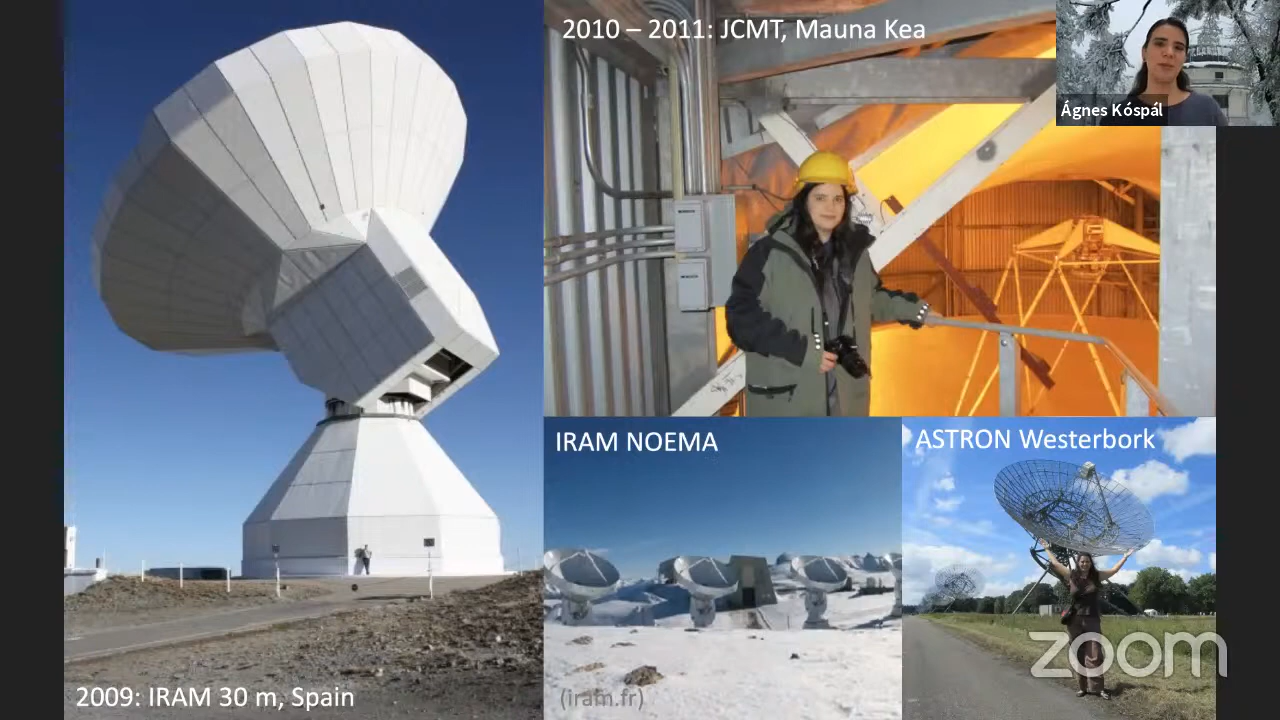 2010 – 2011: JCMT, Mauna Kea
Ágnes Kóspál
IRAM NOEMA
ASTRON Westerbork
2009: IRAM 30 m, Spain
(iram.fr)
zoom